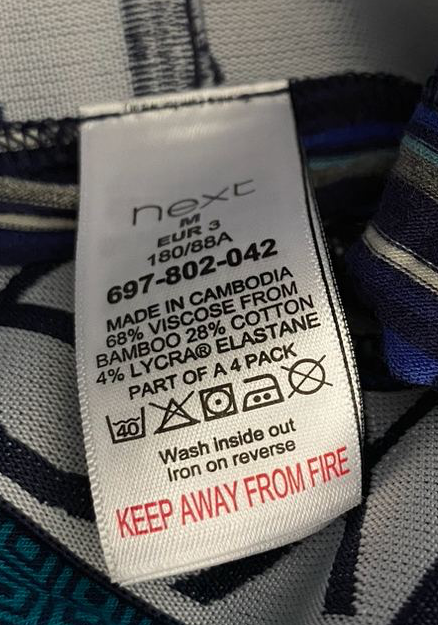 next
M
EUR 3
180/88A
697-802-042
MADE IN CAMBODIA
68% VISCOSE FROM
BAMBOO 28% COTTON
4% LYCRA® ELASTANE
PART OF A 4 PACK
40
Wash inside out
Iron on reverse
KEEP AWAY FROM FIRE